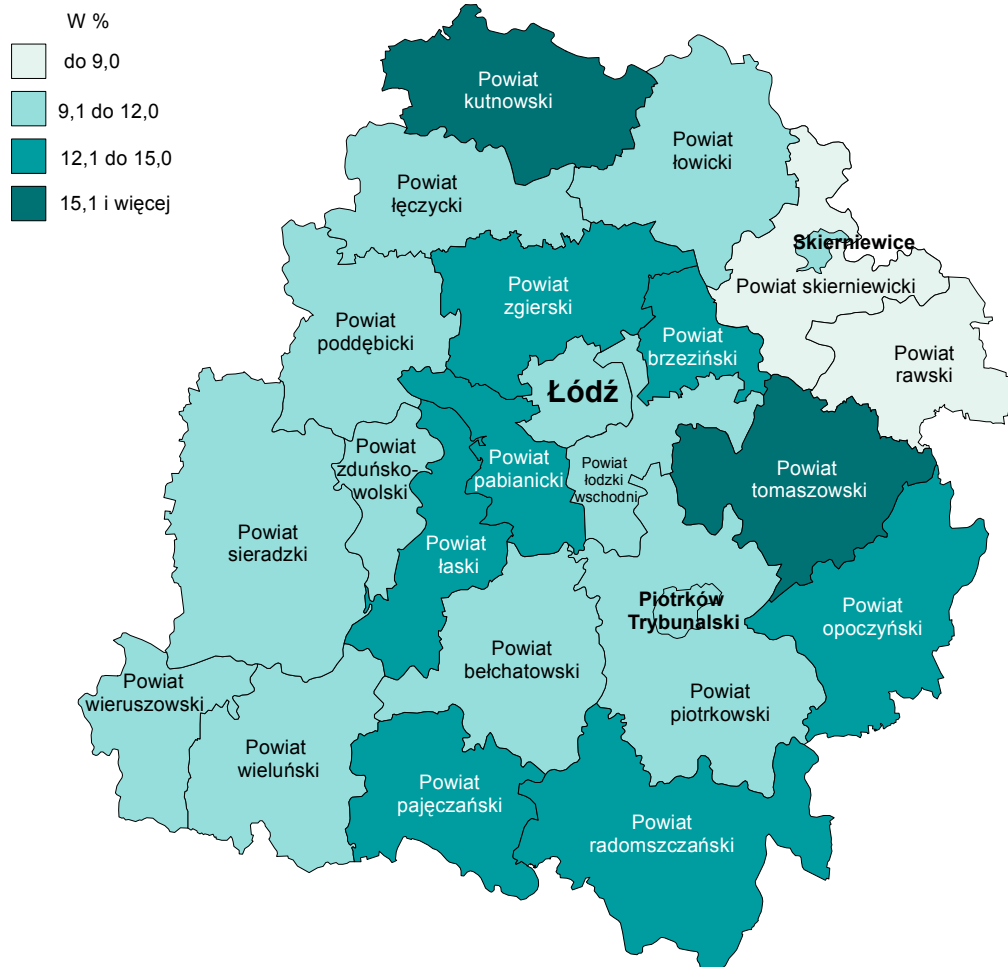 W %
do 9,0
9,1 do 12,0
12,1 do 15,0
15,1 i więcej
Powiat
kutnowski
Powiat
łowicki
Powiat
łęczycki
Skierniewice
Powiat skierniewicki
Powiat
zgierski
Powiat
poddębicki
Powiat
brzeziński
Powiat
rawski
Łódź
Powiat
zduńsko-
wolski
Powiat
pabianicki
Powiat
łodzki
wschodni
Powiat
tomaszowski
Powiat
sieradzki
Powiat
łaski
Piotrków
Trybunalski
Powiat
opoczyński
Powiat
bełchatowski
Powiat
wieruszowski
Powiat
piotrkowski
Powiat
wieluński
Powiat
pajęczański
Powiat
radomszczański